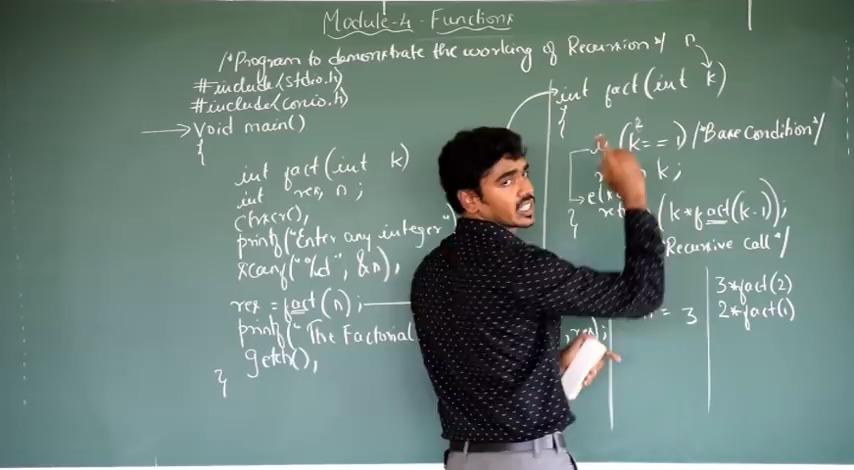 Module-4 - Functions
/*Program to demonstrate the working of Recursion*/
#include<stdio.h>
#include<conio.h>
Void main()
{
int fact(int k)
int res, n;
clrscr();
printf("Enter any integer")
scanf("%d", &n);
res = fact(n);
printf("The Factorial
,res);
getch();
}
n
int fact(int k)
{
2
(k==1) /*Base Condition*/
k;
}
(k*fact(k-1);
Recursive call*/
= 3
3*fact(2)
2*fact(1)